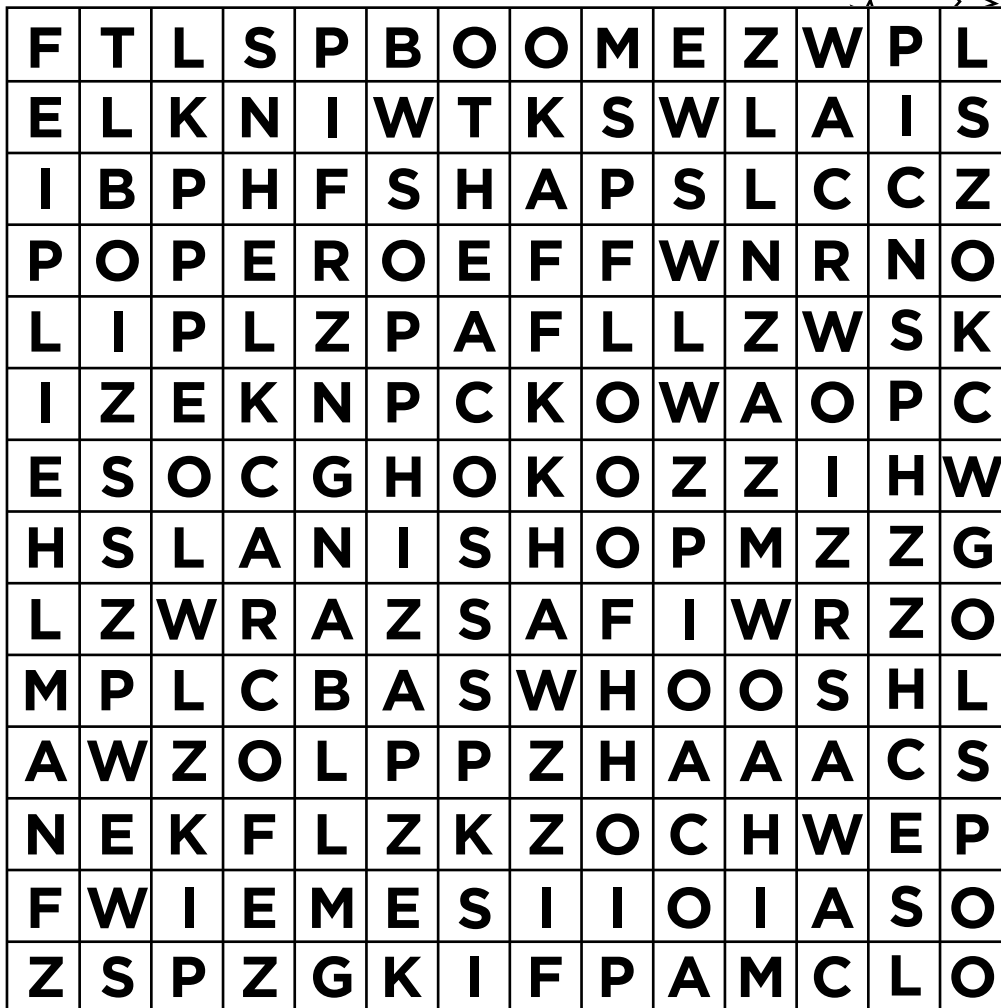 F T L S P B O O M E Z W P L
E L K N I W T K S W L A I S
I B P H F S H A P S L C C Z
P O P E R O E F F W N R N O
L I P L Z P A F L L Z W S K
I Z E K N P C K O W A O P C
E S O C G H O K O Z Z I H W
H S L A N I S H O P M Z Z G
L Z W R A Z S A F I W R Z O
M P L C B A S W H O O S H L
A W Z O L P P Z H A A A C S
N E K F L Z K Z O C H W E P
F W I E M E S I I O I A S O
Z S P Z G K I F P A M C L O